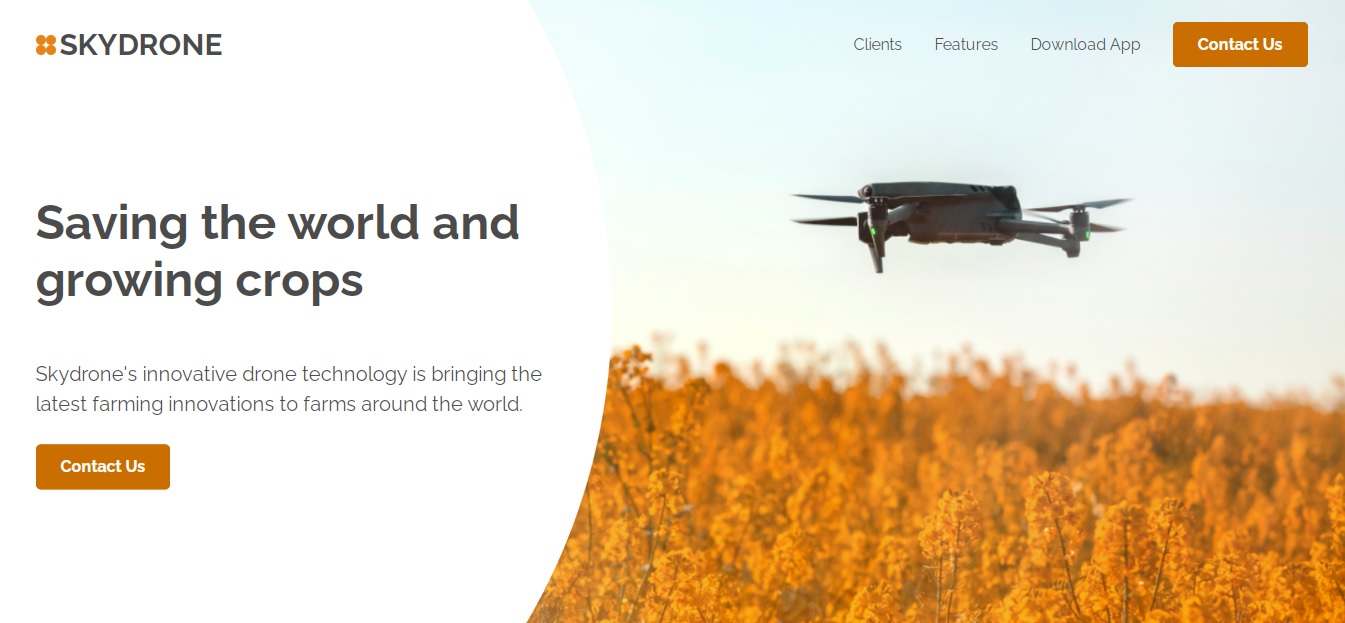 SKYDRONE
Clients
Features
Download App
Contact Us
Saving the world and
growing crops
Skydrone's innovative drone technology is bringing the
latest farming innovations to farms around the world.
Contact Us